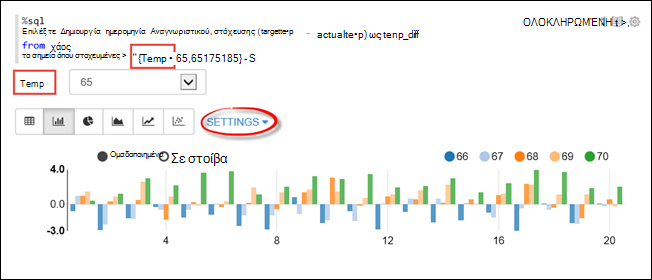 %sql
Επιλέξτε Δημιουργία ημερομηνία Αναγνωριστικού, στόχευσης (targette•p – actualte•p) ως tenp_diff
from χάος
το σημείο όπου στοχευμένες > "{Temp • 65,65175185}-S
ΟΛΟΚΛΗΡΩΜΈΝΗ
Temp 65
SETTINGS
Ομαδοποιημένη Σε στοίβα 66 67 68 69 70
4.0
0.0
-3.0
4 8 12 16 20